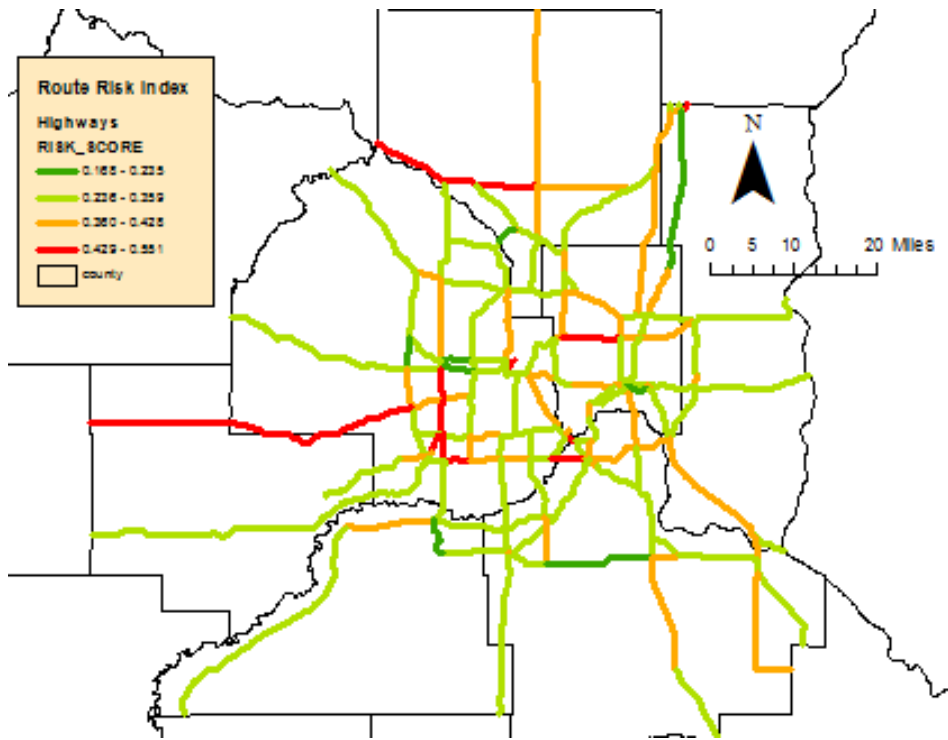 Route Risk Index
Highways
RISK_SCORE
0.168 - 0.235
0.236 - 0.359
0.360 - 0.428
0.429 - 0.551
county
N
0 5 10 20 Miles